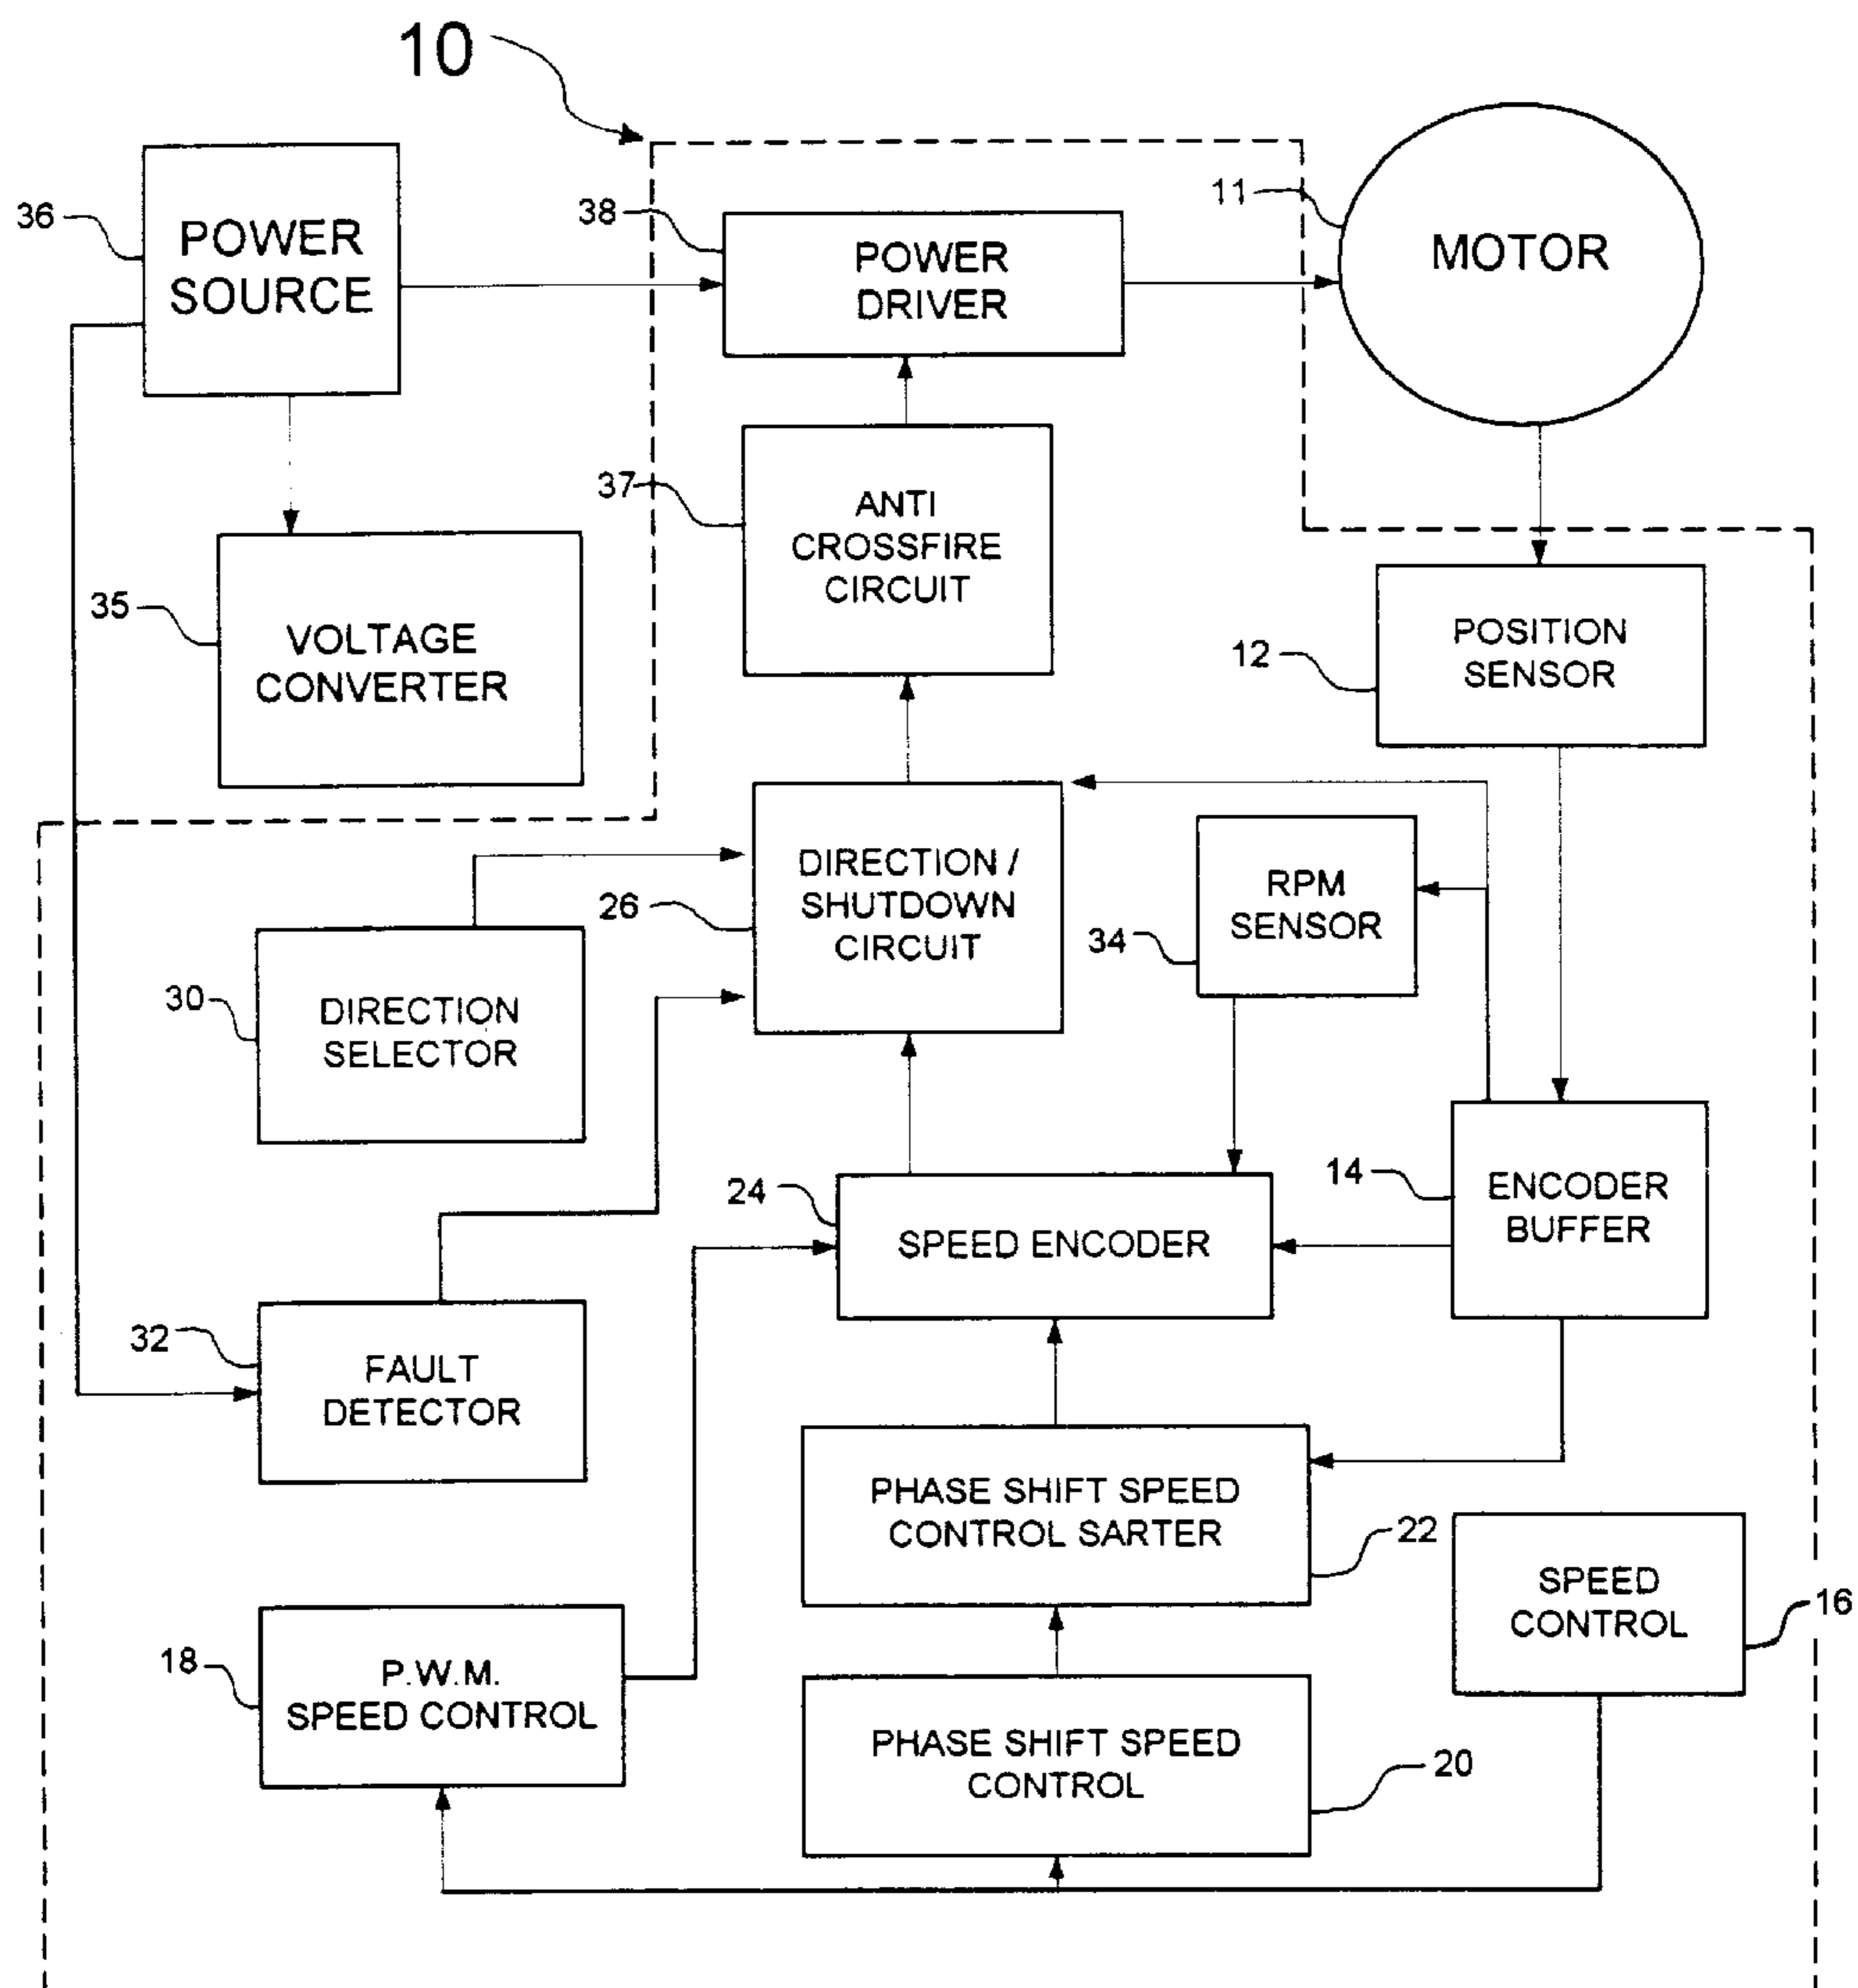 10
36
POWER
SOURCE
38
POWER
DRIVER
11
MOTOR
37
ANTI
CROSSFIRE
CIRCUIT
35
VOLTAGE
CONVERTER
12
POSITION
SENSOR
26
DIRECTION /
SHUTDOWN
CIRCUIT
34
RPM
SENSOR
30
DIRECTION
SELECTOR
24
SPEED ENCODER
14
ENCODER
BUFFER
32
FAULT
DETECTOR
PHASE SHIFT SPEED
CONTROL SARTER
22
SPEED
CONTROL
16
18
P.W.M.
SPEED CONTROL
PHASE SHIFT SPEED
CONTROL
20